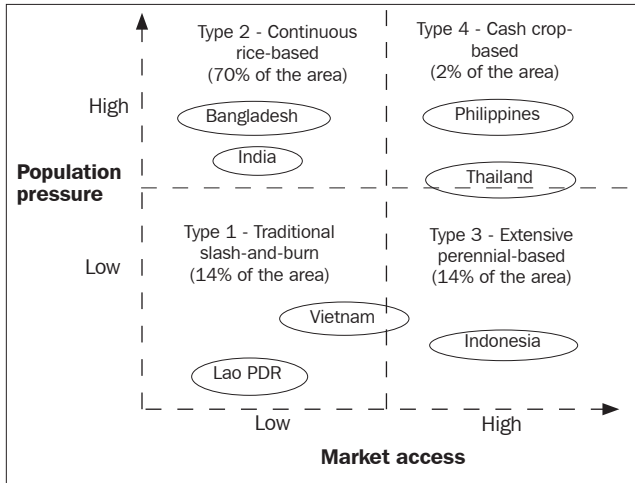 Type 2 - Continuous
rice-based
(70% of the area)
Type 4 - Cash crop-
based
(2% of the area)
High
Bangladesh
Philippines
India
Population
pressure
Thailand
Type 1 - Traditional
slash-and-burn
(14% of the area)
Type 3 - Extensive
perennial-based
(14% of the area)
Low
Vietnam
Indonesia
Lao PDR
Low
High
Market access